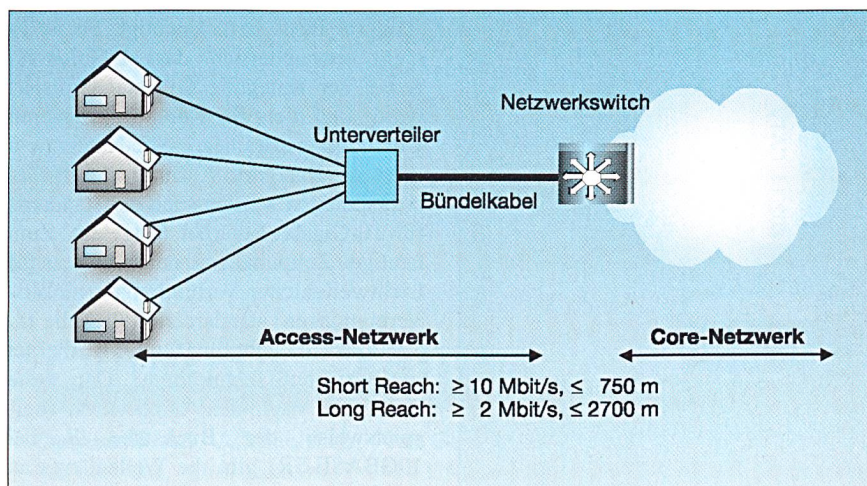 Netzwerkswitch
Unterverteiler
Bündelkabel
Access-Netzwerk
Core-Netzwerk
Short Reach: ≥ 10 Mbit/s, ≤ 750 m
Long Reach: ≥ 2 Mbit/s, ≤ 2700 m